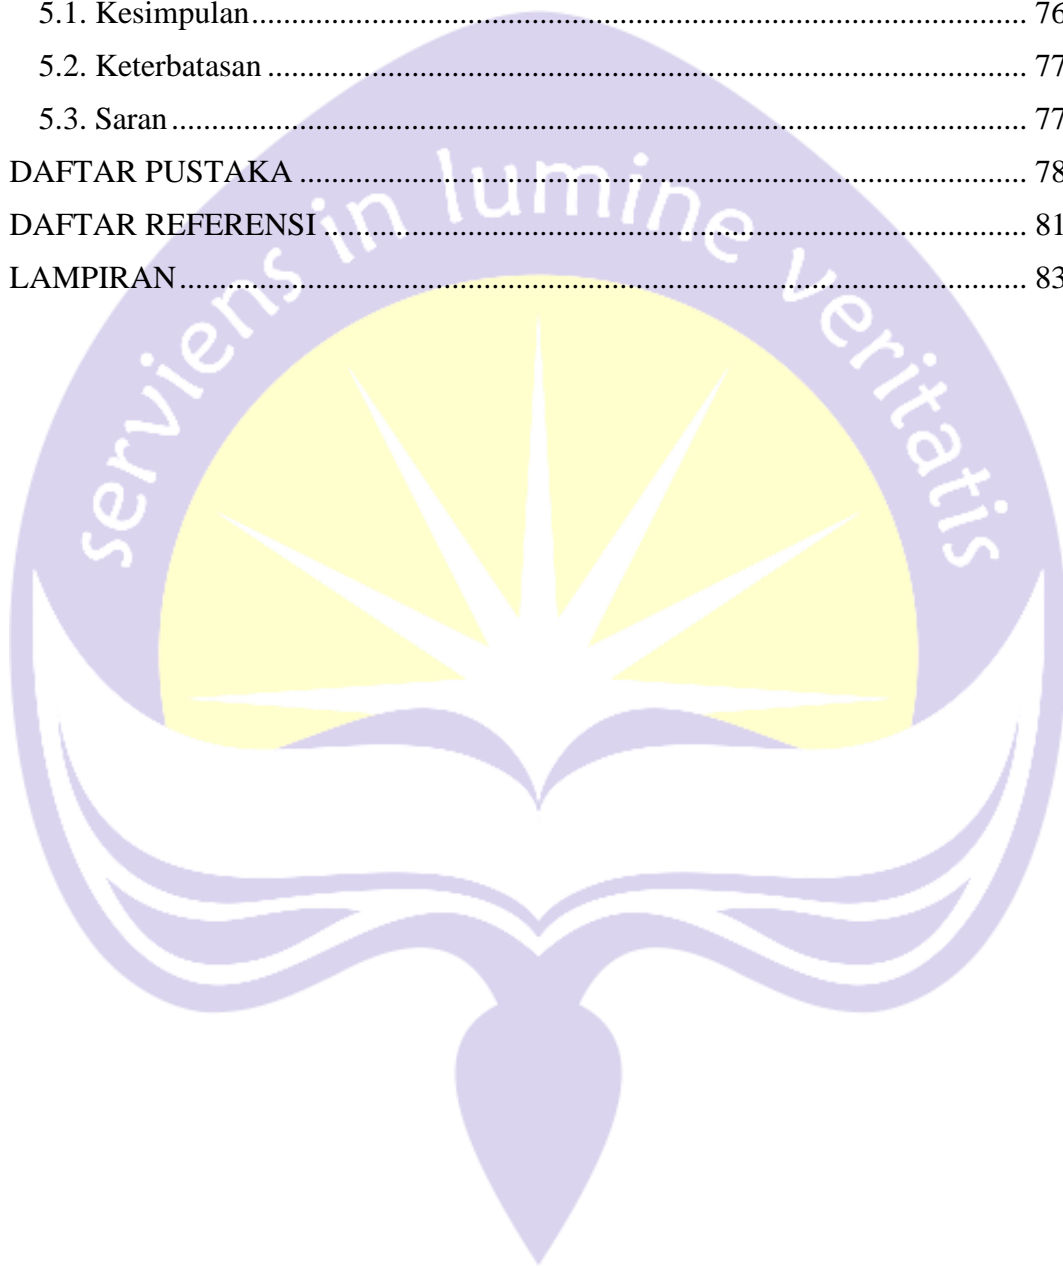 5.1. Kesimpulan........................................................................................................ 76
5.2. Keterbatasan ..................................................................................................... 77
5.3. Saran................................................................................................................. 77
DAFTAR PUSTAKA ................................................................................................ 78
DAFTAR REFERENSI ............................................................................................. 81
LAMPIRAN.............................................................................................................. 83
serviens in lumine veritatis